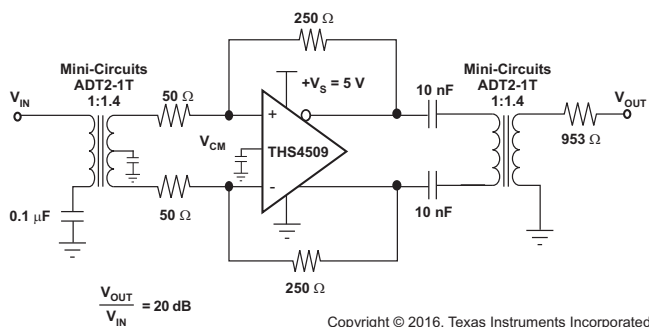 250 Ω
Mini-Circuits
ADT2-1T
1:1.4
Mini-Circuits
ADT2-1T
1:1.4
V_IN
50 Ω
+V_S = 5 V
10 nF
V_OUT
+
953 Ω
V_CM
THS4509
-
0.1 μF
50 Ω
10 nF
250 Ω
V_OUT
V_IN
= 20 dB
Copyright © 2016, Texas Instruments Incorporated